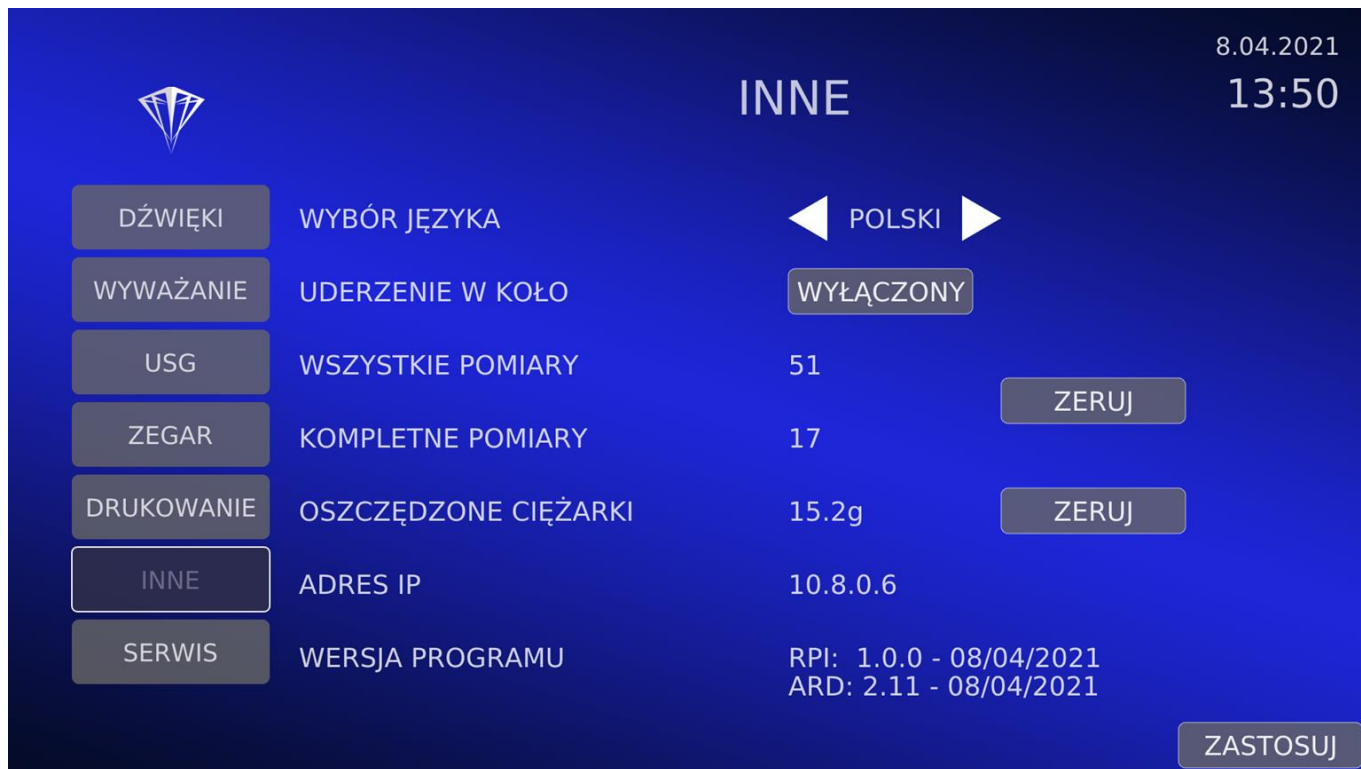 8.04.2021
INNE
13:50
DŹWIĘKI
WYBÓR JĘZYKA
POLSKI
WYWAŻANIE
UDERZENIE W KOŁO
WYŁĄCZONY
USG
WSZYSTKIE POMIARY
51
ZERUJ
ZEGAR
KOMPLETNE POMIARY
17
DRUKOWANIE
OSZCZĘDZONE CIĘŻARKI
15.2g
ZERUJ
INNE
ADRES IP
10.8.0.6
SERWIS
WERSJA PROGRAMU
RPI: 1.0.0 - 08/04/2021
ARD: 2.11 - 08/04/2021
ZASTOSUJ